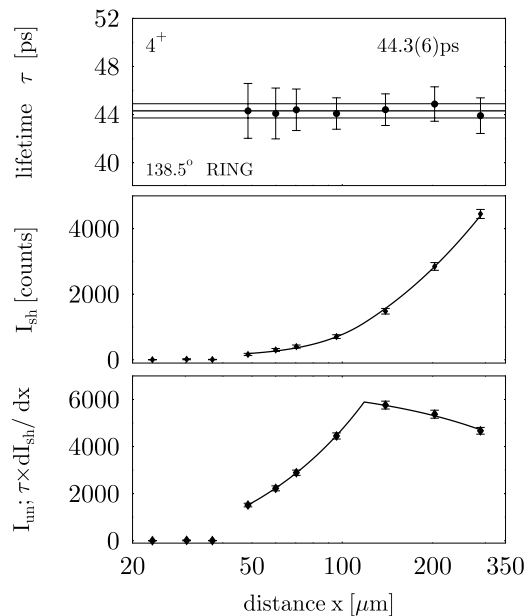 52
48
44
40
lifetime τ [ps]
4+
44.3(6)ps
138.5° RING
4000
2000
0
Ish [counts]
6000
4000
2000
0
Iun; τ×dIsh/ dx
20
50
100
200
350
distance x [μm]